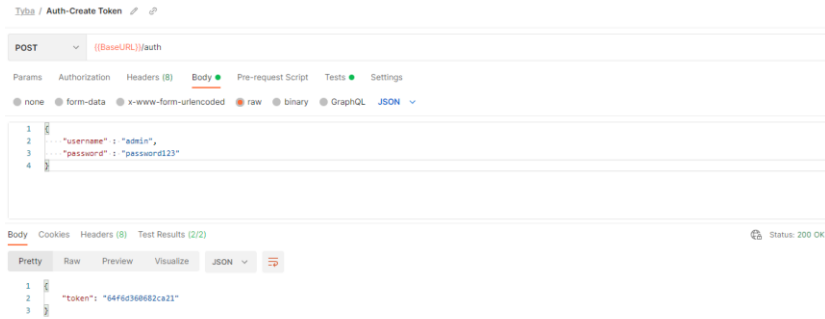 Tyba / Auth-Create Token
POST {{BaseURL}}/auth
Params Authorization Headers (8) Body Pre-request Script Tests Settings
none form-data x-www-form-urlencoded raw binary GraphQL JSON
1 {
2 "username" : "admin",
3 "password" : "password123"
4 }
Body Cookies Headers (8) Test Results (2/2) Status: 200 OK
Pretty Raw Preview Visualize JSON
1 {
2 "token": "64f6d360682ca21"
3 }